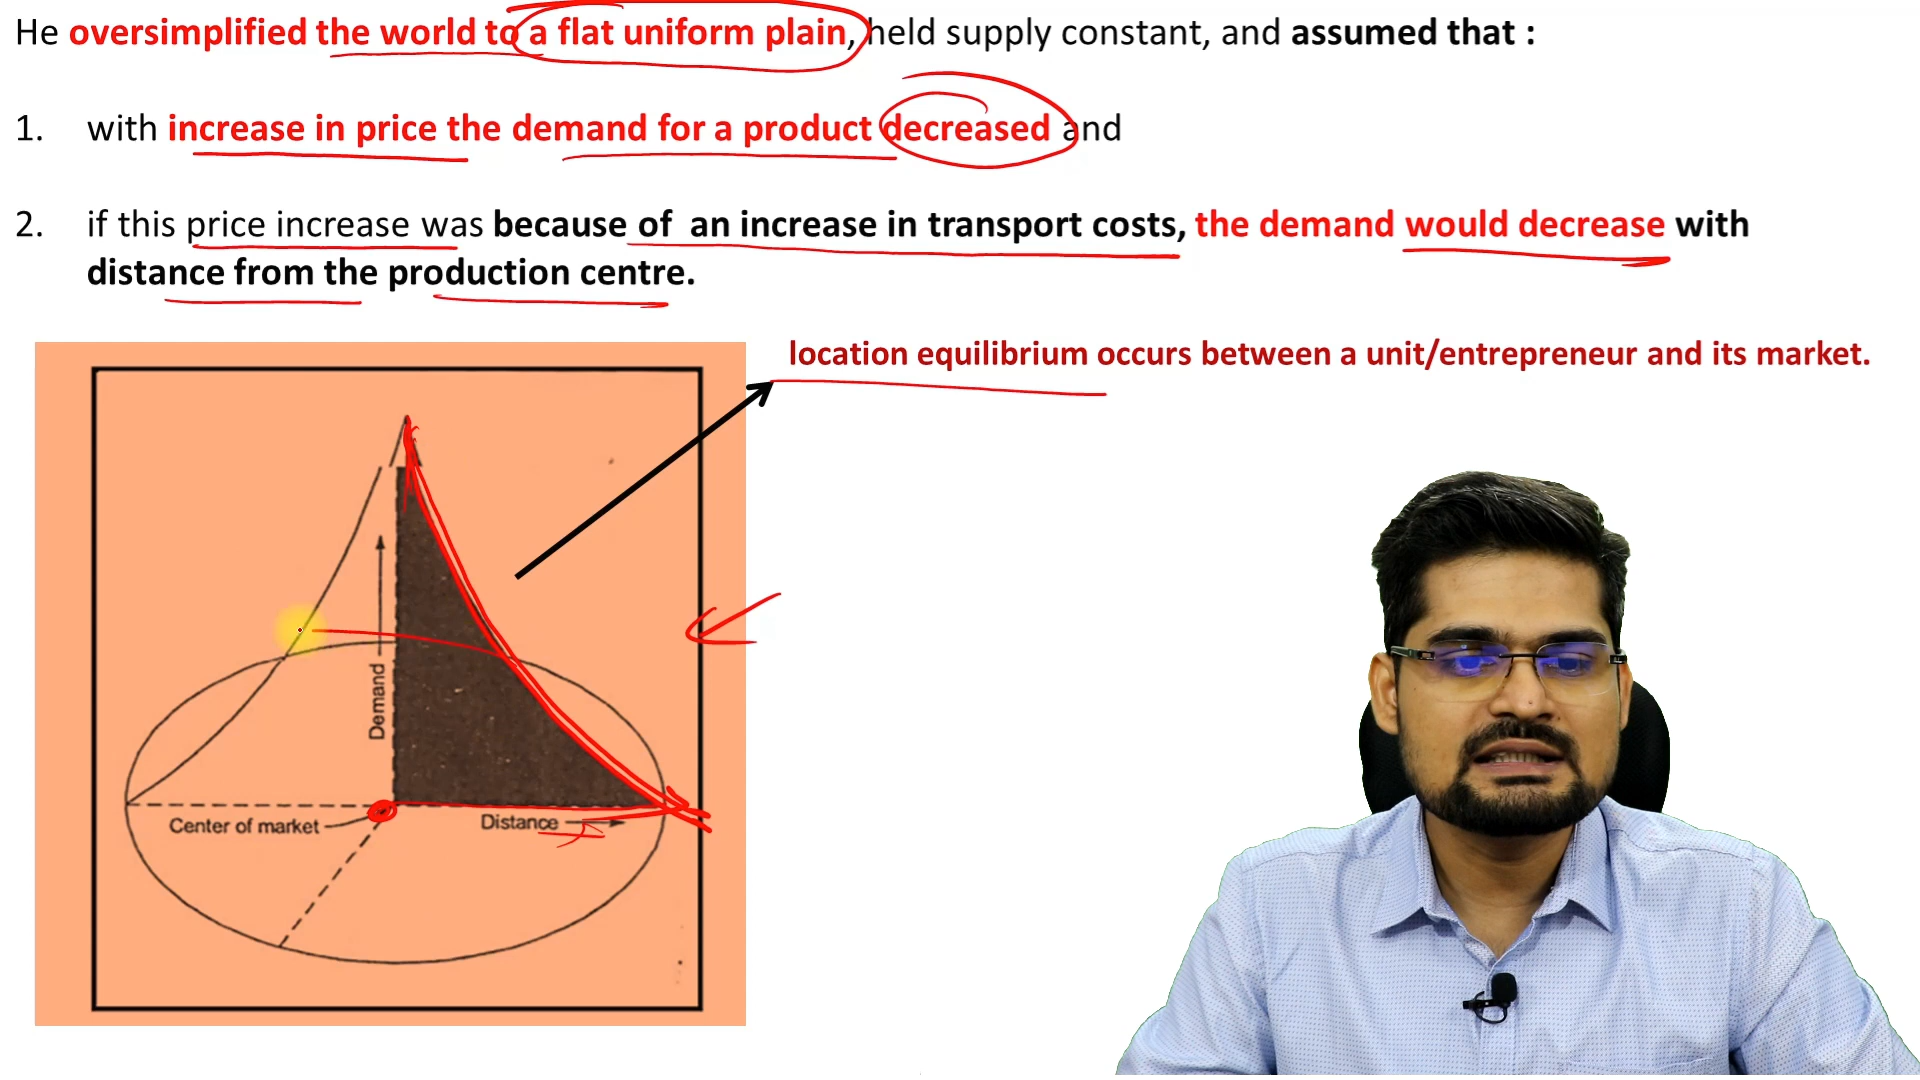 He oversimplified the world to a flat uniform plain, held supply constant, and assumed that :
1. with increase in price the demand for a product decreased and
2. if this price increase was because of an increase in transport costs, the demand would decrease with
distance from the production centre.
location equilibrium occurs between a unit/entrepreneur and its market.
Demand
Center of market
Distance